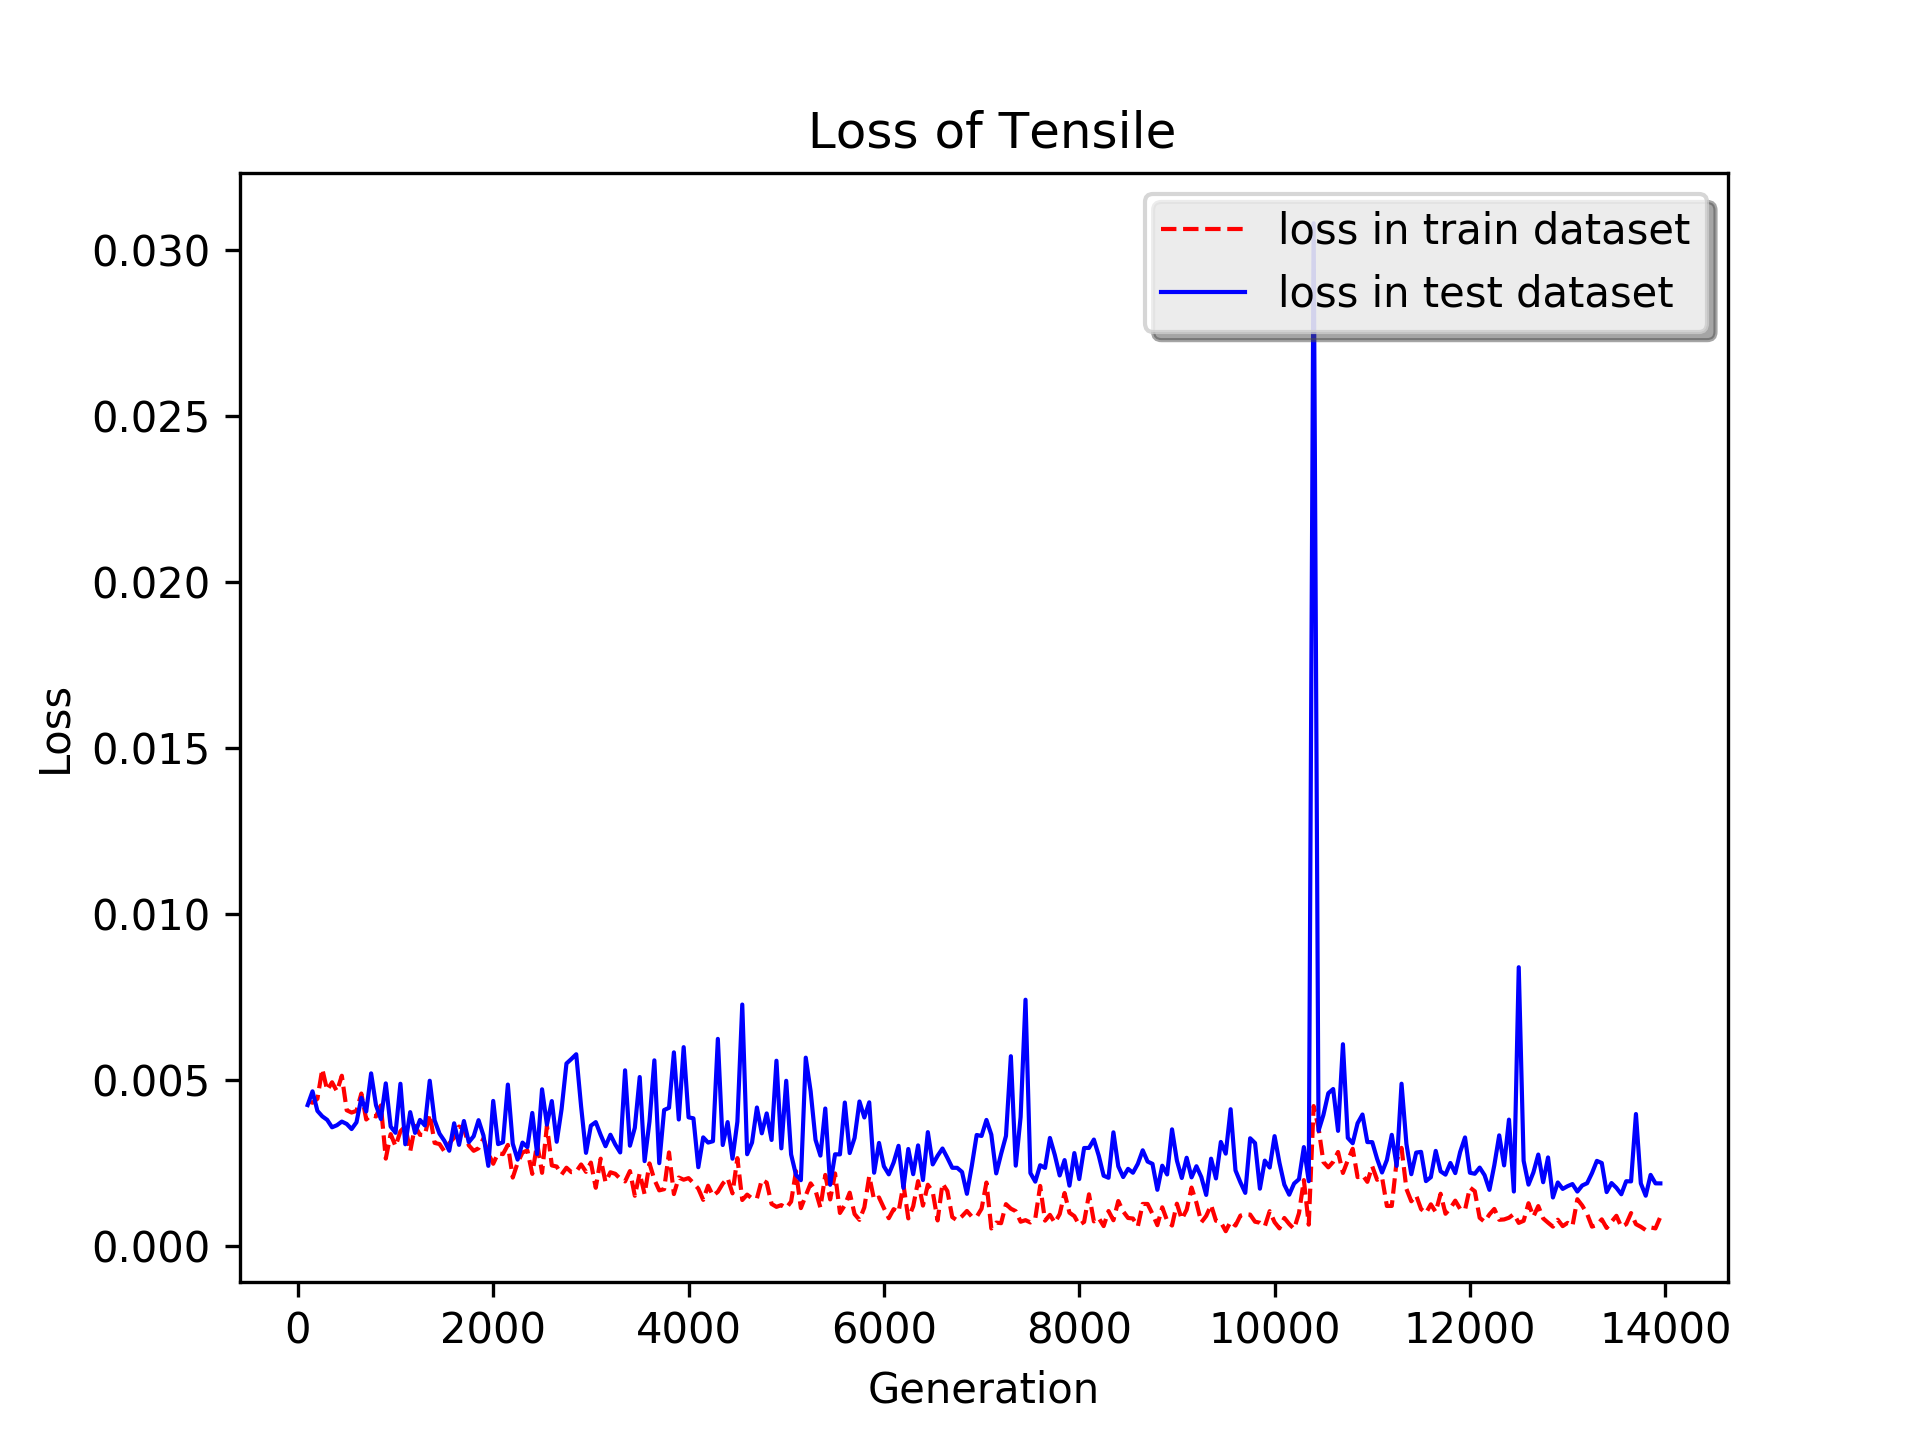 Loss of Tensile
loss in train dataset
loss in test dataset
0.030
0.025
0.020
0.015
0.010
0.005
0.000
Loss
0 2000 4000 6000 8000 10000 12000 14000
Generation